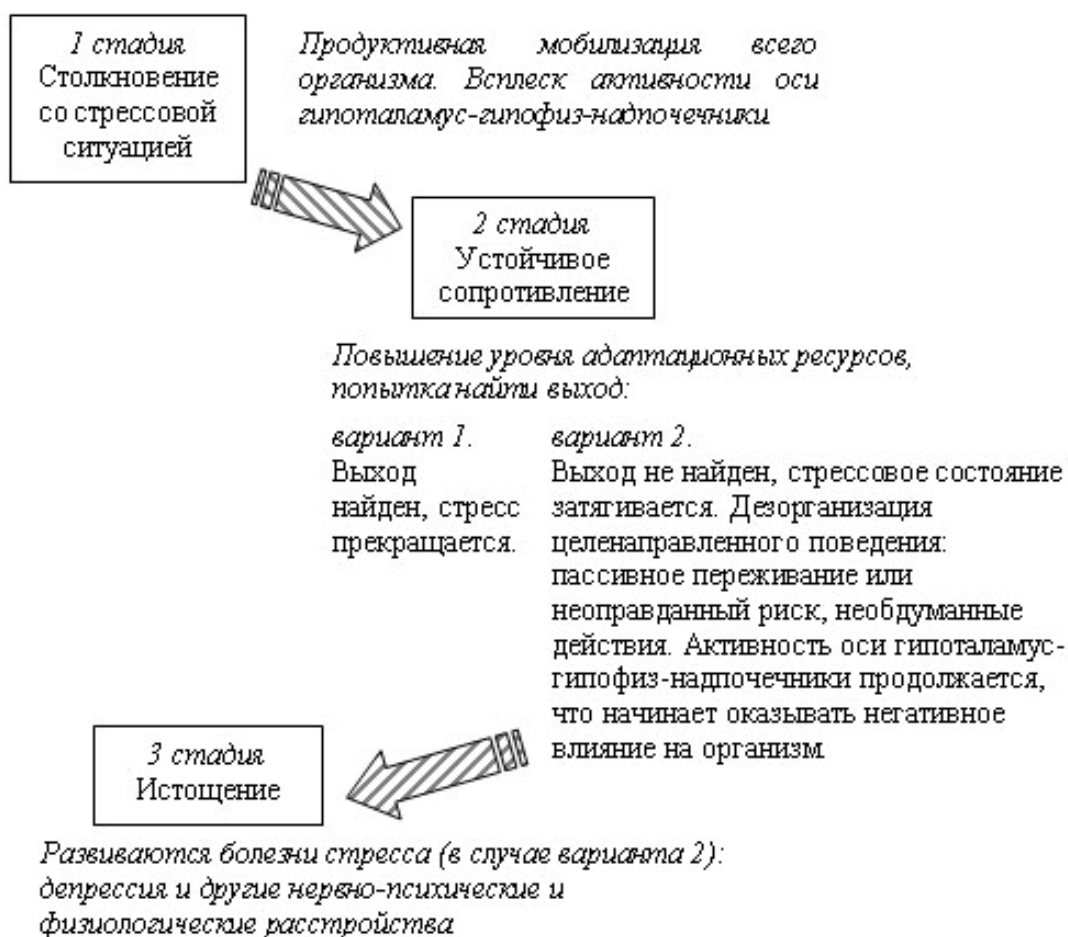 1 стадия
Столкновение
со стрессовой
ситуацией
Продуктивная мобилизация всего
организма. Всплеск активности оси
гипоталамус-гипофиз-надпочечники
2 стадия
Устойчивое
сопротивление
Повышение уровня адаптационных ресурсов,
попытка найти выход:
вариант 1.
Выход
найден, стресс
прекращается.
вариант 2.
Выход не найден, стрессовое состояние
затягивается. Дезорганизация
целенаправленного поведения:
пассивное переживание или
неоправданный риск, необдуманные
действия. Активность оси гипоталамус-
гипофиз-надпочечники продолжается,
что начинает оказывать негативное
влияние на организм.
3 стадия
Истощение
Развиваются болезни стресса (в случае варианта 2):
депрессия и другие нервно-психические и
физиологические расстройства